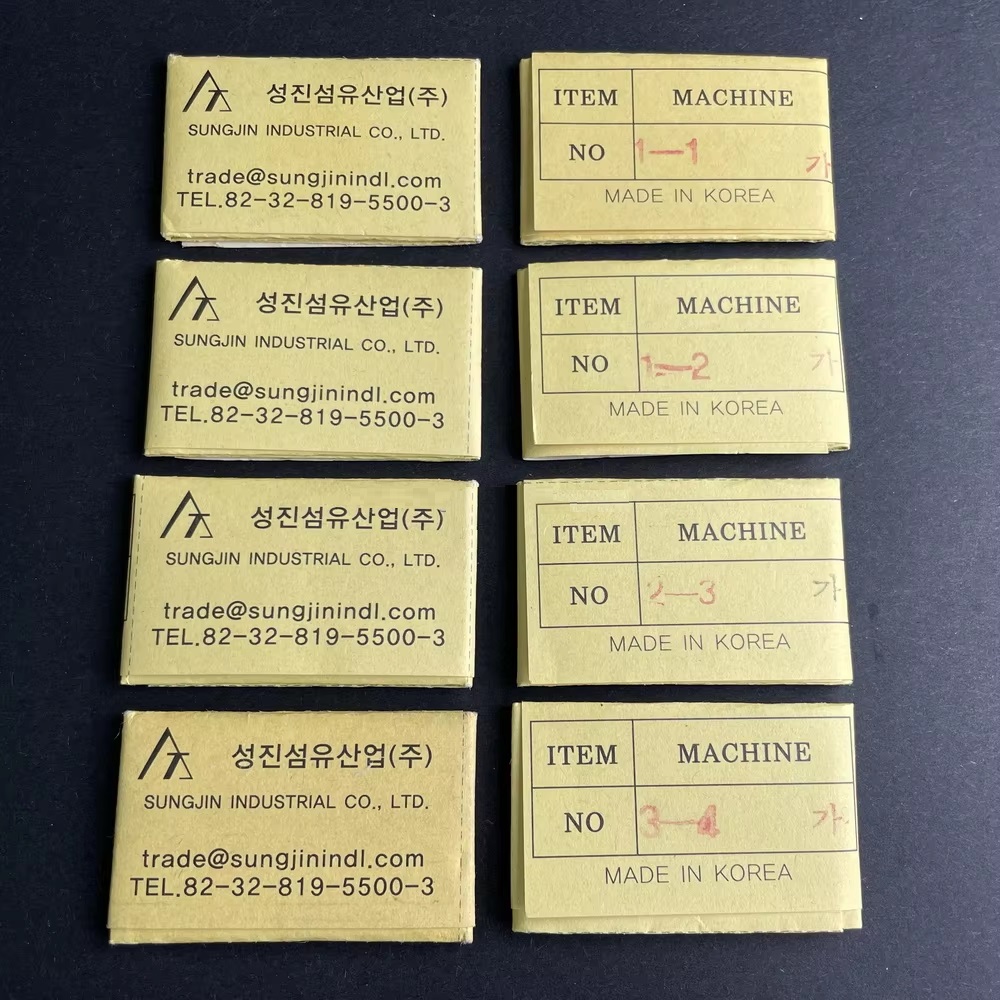 성진섬유산업(주)
SUNGJIN INDUSTRIAL CO., LTD.
trade@sungjinindl.com
TEL.82-32-819-5500-3
ITEM MACHINE
NO 1-1 가
MADE IN KOREA
성진섬유산업(주)
SUNGJIN INDUSTRIAL CO., LTD.
trade@sungjinindl.com
TEL.82-32-819-5500-3
ITEM MACHINE
NO 1-2 가
MADE IN KOREA
성진섬유산업(주)
SUNGJIN INDUSTRIAL CO., LTD.
trade@sungjinindl.com
TEL.82-32-819-5500-3
ITEM MACHINE
NO 2-3 가
MADE IN KOREA
성진섬유산업(주)
SUNGJIN INDUSTRIAL CO., LTD.
trade@sungjinindl.com
TEL.82-32-819-5500-3
ITEM MACHINE
NO 3-4 가
MADE IN KOREA